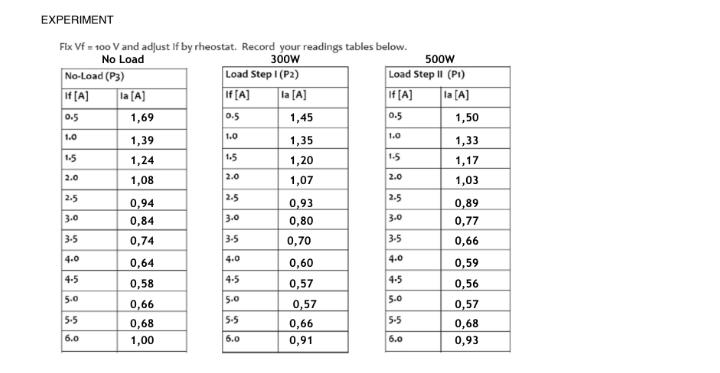 EXPERIMENT
Fix Vf = 100 V and adjust If by rheostat. Record your readings tables below.
No Load 300W 500W
No-Load (P3) Load Step I (P2) Load Step II (P1)
If [A] Ia [A] If [A] Ia [A] If [A] Ia [A]
0.5 1,69 0.5 1,45 0.5 1,50
1.0 1,39 1.0 1,35 1.0 1,33
1.5 1,24 1.5 1,20 1.5 1,17
2.0 1,08 2.0 1,07 2.0 1,03
2.5 0,94 2.5 0,93 2.5 0,89
3.0 0,84 3.0 0,80 3.0 0,77
3.5 0,74 3.5 0,70 3.5 0,66
4.0 0,64 4.0 0,60 4.0 0,59
4.5 0,58 4.5 0,57 4.5 0,56
5.0 0,66 5.0 0,57 5.0 0,57
5.5 0,68 5.5 0,66 5.5 0,68
6.0 1,00 6.0 0,91 6.0 0,93